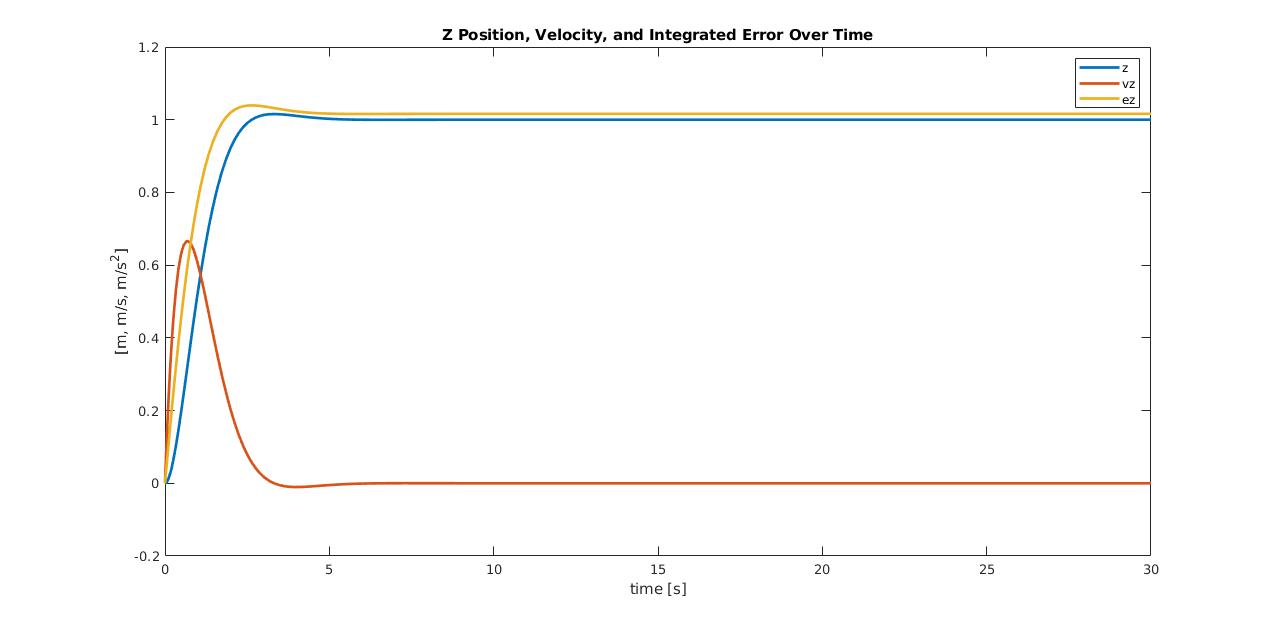 Z Position, Velocity, and Integrated Error Over Time
1.2
1
0.8
0.6
0.4
0.2
0
-0.2
[m, m/s, m/s²]
z
vz
ez
0 5 10 15 20 25 30
time [s]